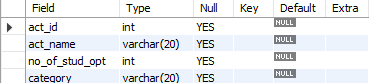 Field Type Null Key Default Extra
act_id int YES NULL
act_name varchar(20) YES NULL
no_of_stud_opt int YES NULL
category varchar(20) YES NULL